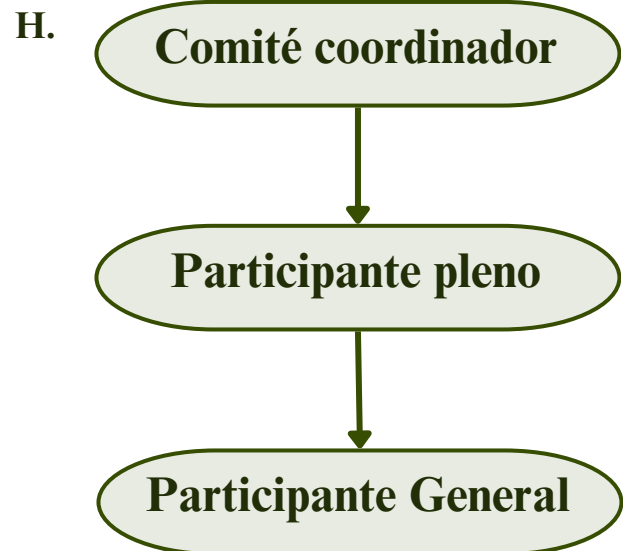 H.
Comité coordinador
Participante pleno
Participante General